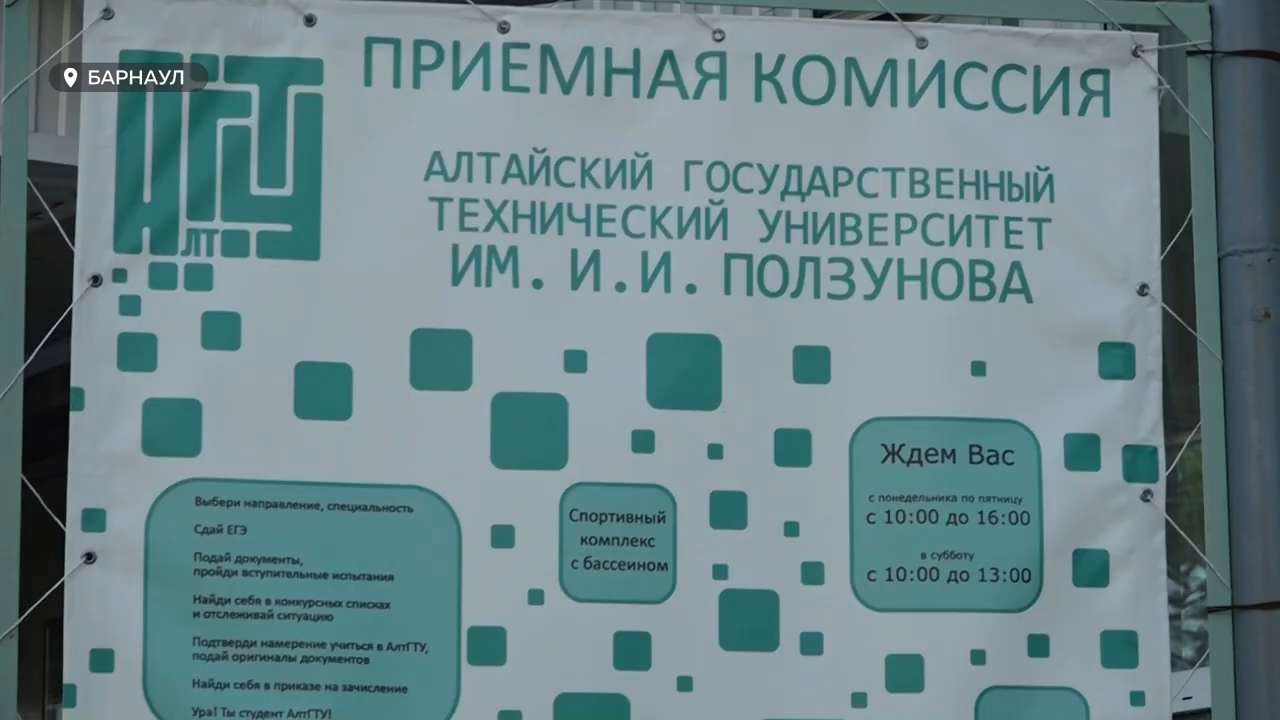 БАРНАУЛ
АЛТГТУ
ПРИЕМНАЯ КОМИССИЯ
АЛТАЙСКИЙ ГОСУДАРСТВЕННЫЙ
ТЕХНИЧЕСКИЙ УНИВЕРСИТЕТ
ИМ. И.И. ПОЛЗУНОВА
Выбери направление, специальность
Сдай ЕГЭ
Подай документы,
пройди вступительные испытания
Найди себя в конкурсных списках
и отслеживай ситуацию
Подтверди намерение учиться в АлтГТУ,
подай оригиналы документов
Найди себя в приказе на зачисление
Ура! Ты студент АлтГТУ!
Спортивный
комплекс
с бассеином
Ждем Вас
с понедельника по пятницу
с 10:00 до 16:00
в субботу
с 10:00 до 13:00